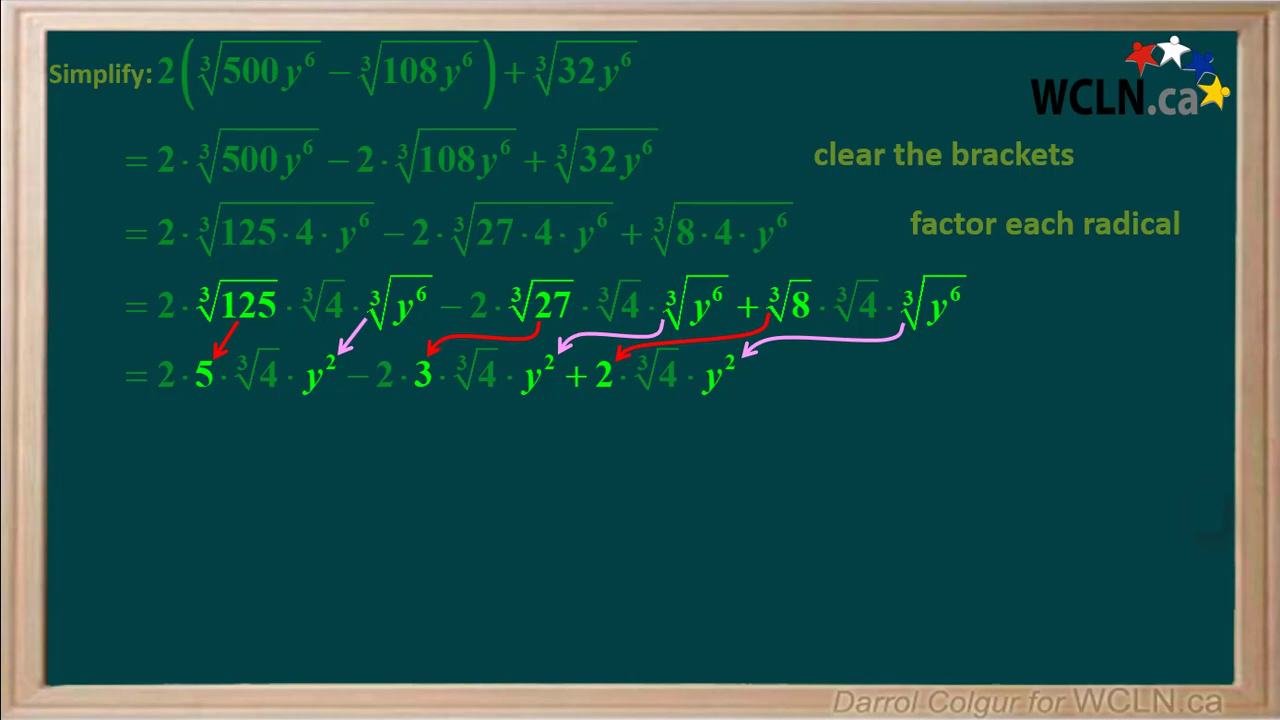 Simplify: 2(∛500y⁶ − ∛108y⁶) + ∛32y⁶
WCLN.ca
= 2 · ∛500y⁶ − 2 · ∛108y⁶ + ∛32y⁶ clear the brackets
= 2 · ∛125 · 4 · y⁶ − 2 · ∛27 · 4 · y⁶ + ∛8 · 4 · y⁶ factor each radical
= 2 · ∛125 · ∛4 · ∛y⁶ − 2 · ∛27 · ∛4 · ∛y⁶ + ∛8 · ∛4 · ∛y⁶
= 2 · 5 · ∛4 · y² − 2 · 3 · ∛4 · y² + 2 · ∛4 · y²
Darrol Colgur for WCLN.ca